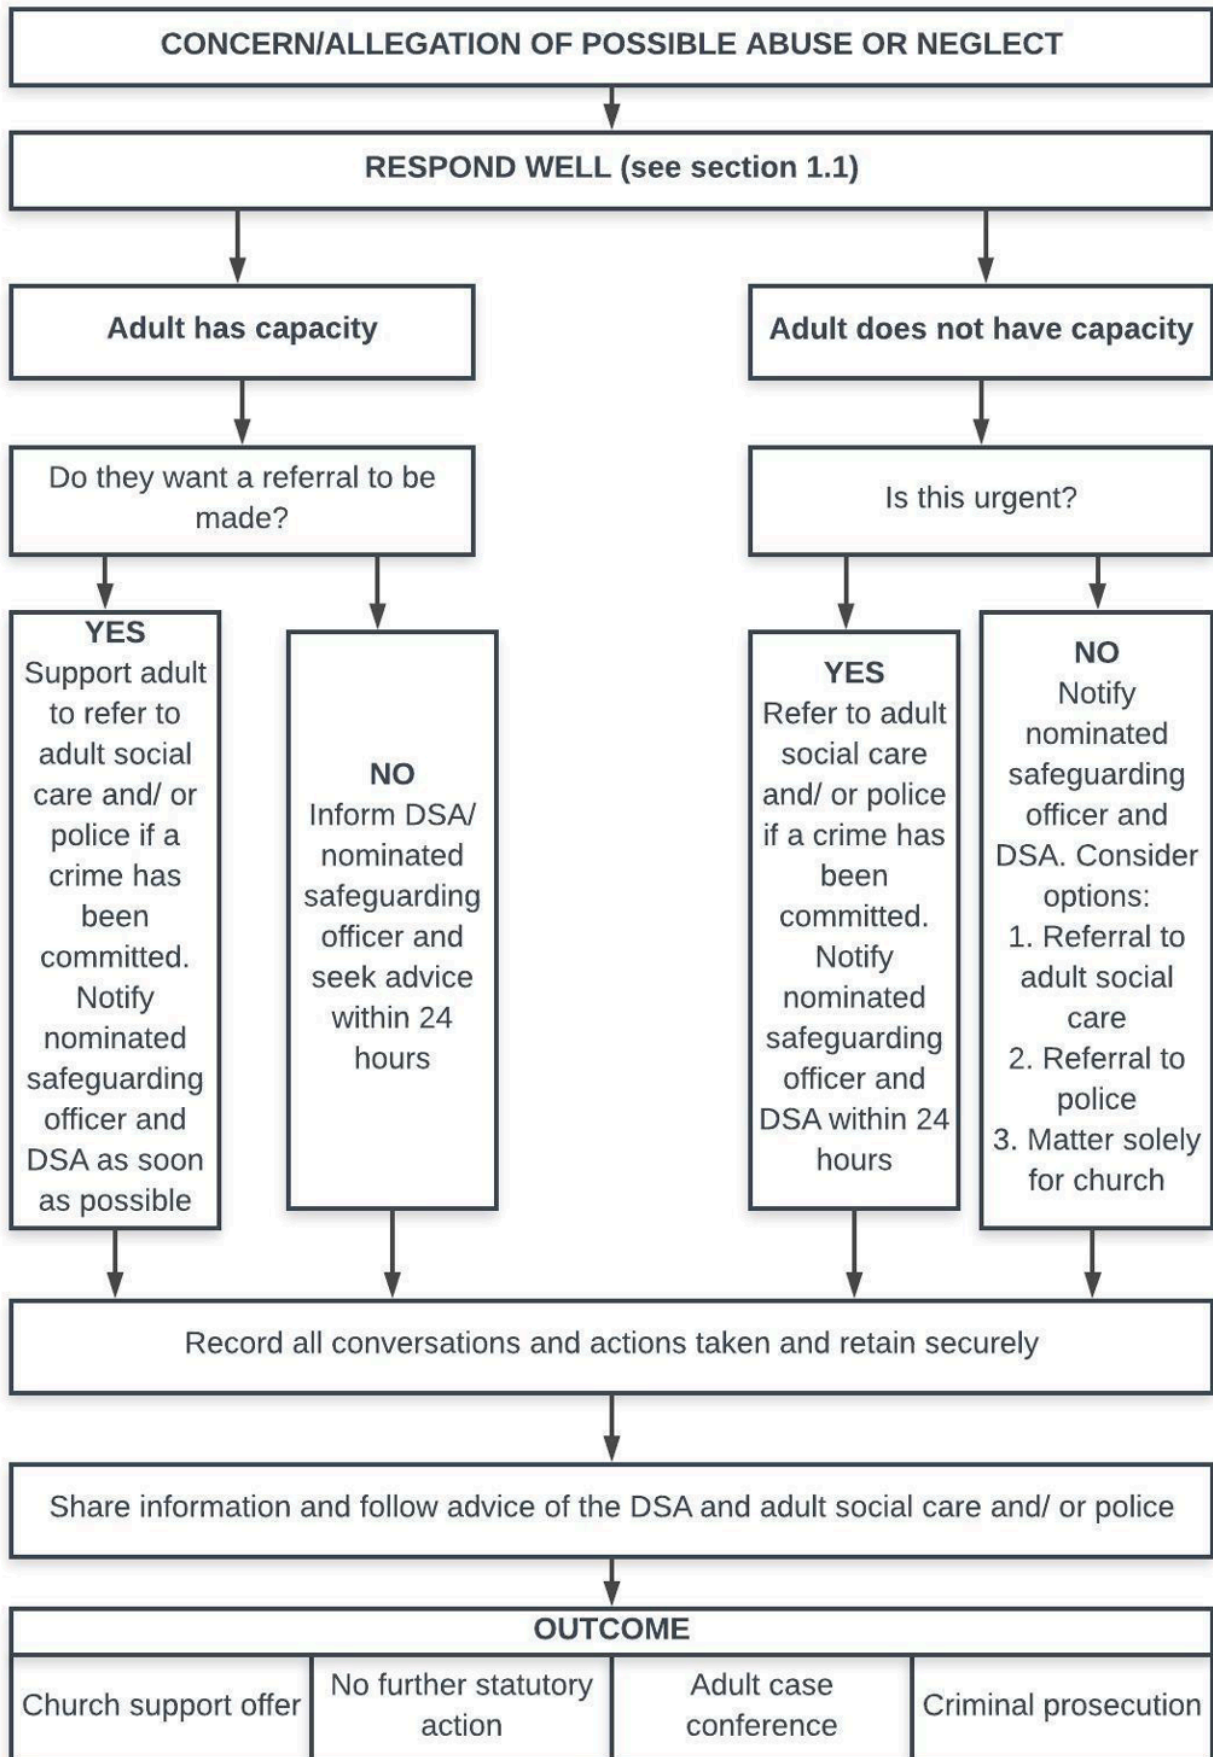 CONCERN/ALLEGATION OF POSSIBLE ABUSE OR NEGLECT
RESPOND WELL (see section 1.1)
Adult has capacity
Adult does not have capacity
Do they want a referral to be
made?
Is this urgent?
YES
Support adult
to refer to
adult social
care and/ or
police if a
crime has
been
committed.
Notify
nominated
safeguarding
officer and
DSA as soon
as possible
NO
Inform DSA/
nominated
safeguarding
officer and
seek advice
within 24
hours
YES
Refer to adult
social care
and/ or police
if a crime has
been
committed.
Notify
nominated
safeguarding
officer and
DSA within 24
hours
NO
Notify
nominated
safeguarding
officer and
DSA. Consider
options:
1. Referral to
adult social
care
2. Referral to
police
3. Matter solely
for church
Record all conversations and actions taken and retain securely
Share information and follow advice of the DSA and adult social care and/ or police
OUTCOME
Church support offer
No further statutory
action
Adult case
conference
Criminal prosecution